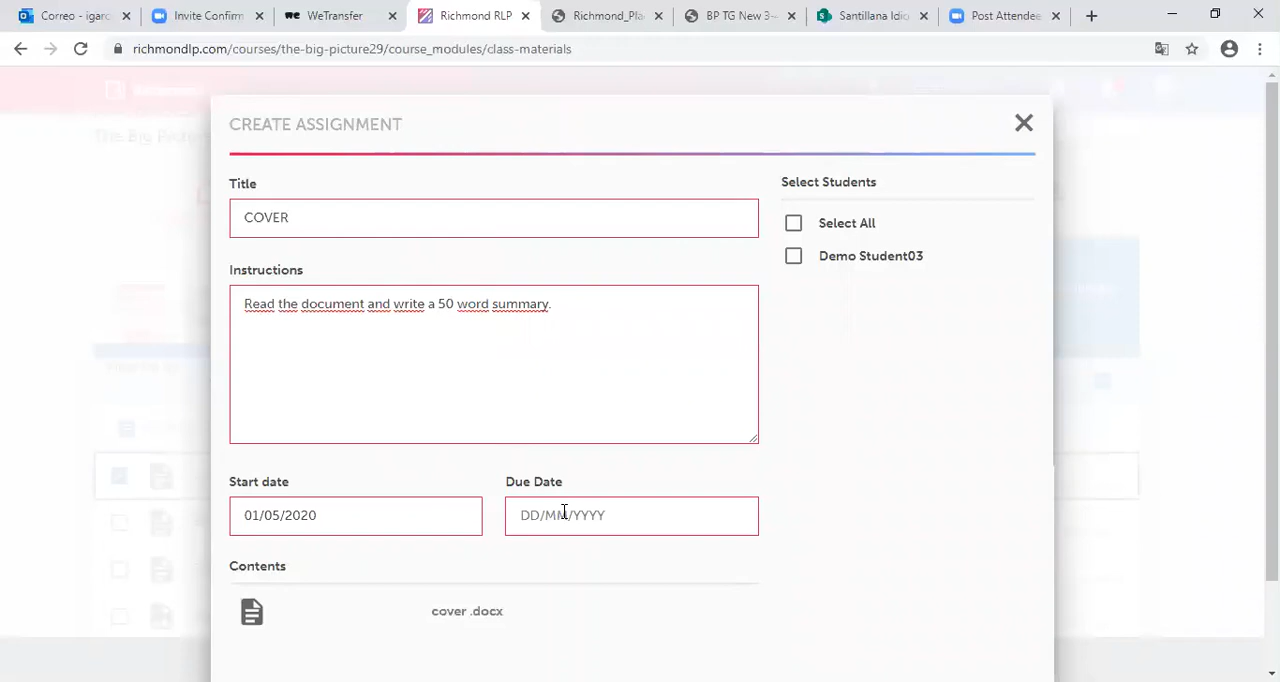 Correo - igarc
Invite Confirm
WeTransfer
Richmond RLP
Richmond_Pla
BP TG New 3-
Santillana Idio
Post Attendee
richmondlp.com/courses/the-big-picture29/course_modules/class-materials
CREATE ASSIGNMENT
Title
Select Students
COVER
Select All
Demo Student03
Instructions
Read the document and write a 50 word summary.
Start date
Due Date
01/05/2020
DD/MM/YYYY
Contents
cover .docx